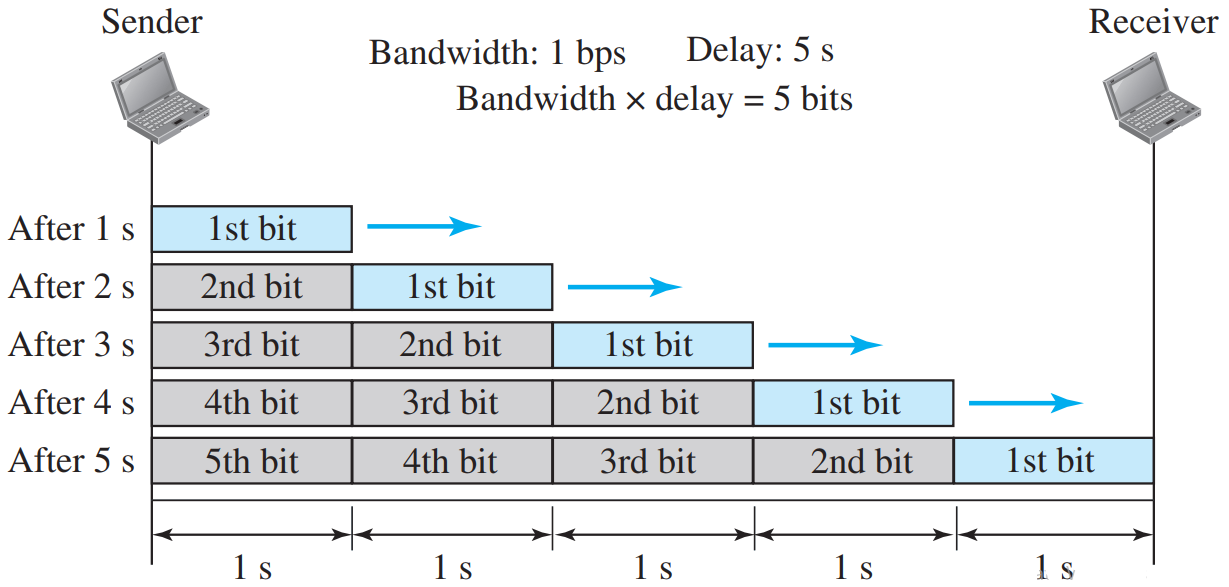 Sender
Receiver
Bandwidth: 1 bps Delay: 5 s
Bandwidth × delay = 5 bits
After 1 s 1st bit
After 2 s 2nd bit 1st bit
After 3 s 3rd bit 2nd bit 1st bit
After 4 s 4th bit 3rd bit 2nd bit 1st bit
After 5 s 5th bit 4th bit 3rd bit 2nd bit 1st bit
1 s 1 s 1 s 1 s 1 s